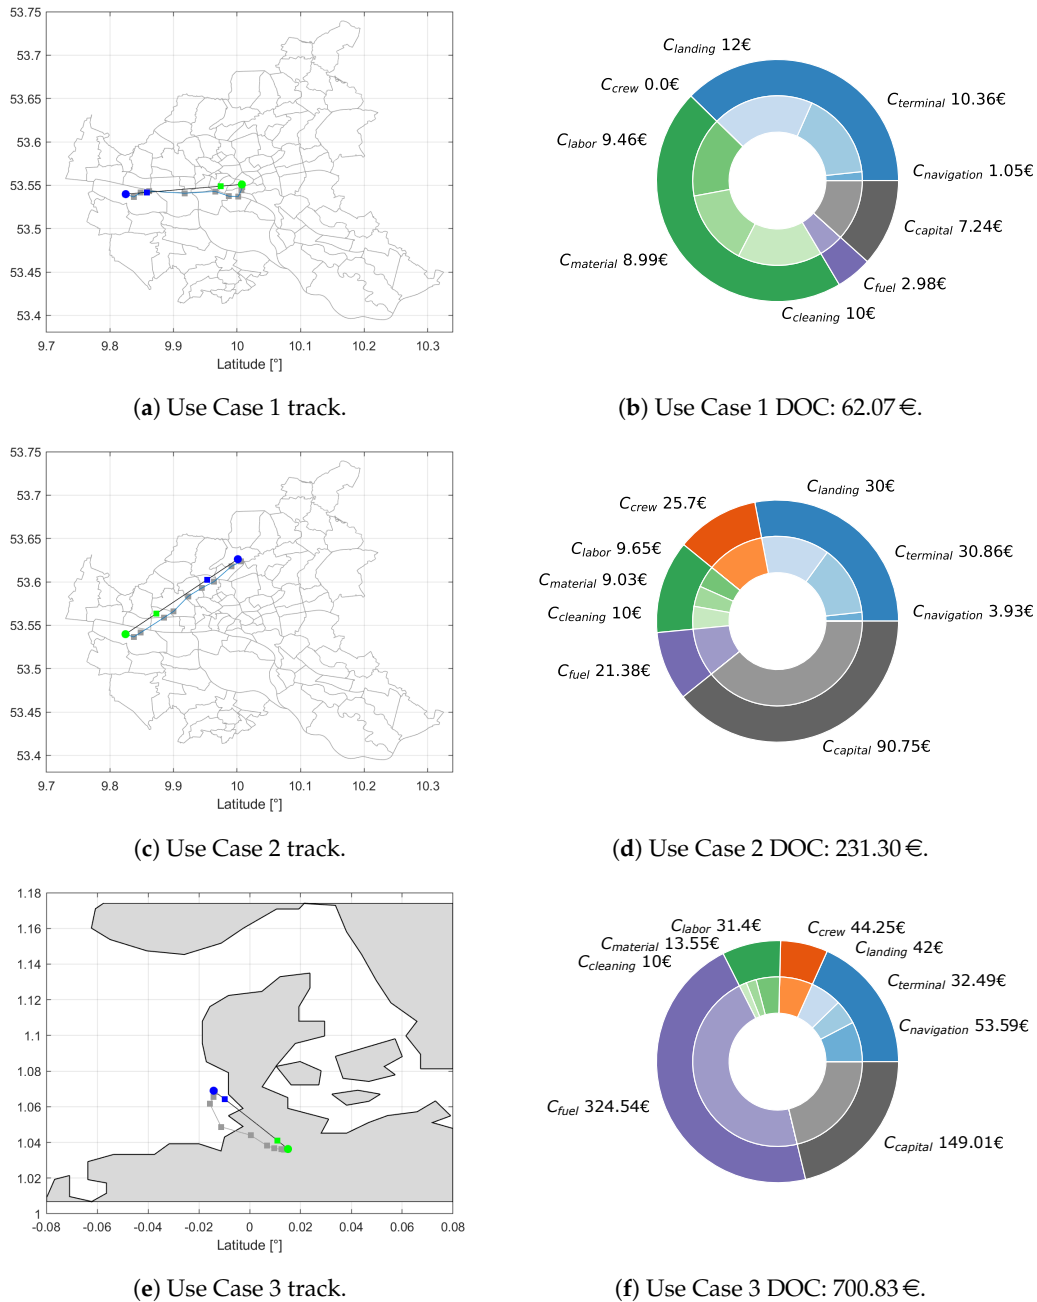 53.75
53.7
53.65
53.6
53.55
53.5
53.45
53.4
9.7 9.8 9.9 10 10.1 10.2 10.3
Latitude [°]
C_landing 12€
C_crew 0.0€
C_terminal 10.36€
C_labor 9.46€
C_navigation 1.05€
C_capital 7.24€
C_material 8.99€
C_fuel 2.98€
C_cleaning 10€
(a) Use Case 1 track.
(b) Use Case 1 DOC: 62.07 €.
53.75
53.7
53.65
53.6
53.55
53.5
53.45
53.4
9.7 9.8 9.9 10 10.1 10.2 10.3
Latitude [°]
C_landing 30€
C_crew 25.7€
C_labor 9.65€
C_terminal 30.86€
C_material 9.03€
C_cleaning 10€
C_navigation 3.93€
C_fuel 21.38€
C_capital 90.75€
(c) Use Case 2 track.
(d) Use Case 2 DOC: 231.30 €.
1.18
1.16
1.14
1.12
1.1
1.08
1.06
1.04
1.02
1
-0.08 -0.06 -0.04 -0.02 0 0.02 0.04 0.06 0.08
Latitude [°]
C_labor 31.4€
C_crew 44.25€
C_material 13.55€
C_landing 42€
C_cleaning 10€
C_terminal 32.49€
C_navigation 53.59€
C_fuel 324.54€
C_capital 149.01€
(e) Use Case 3 track.
(f) Use Case 3 DOC: 700.83 €.